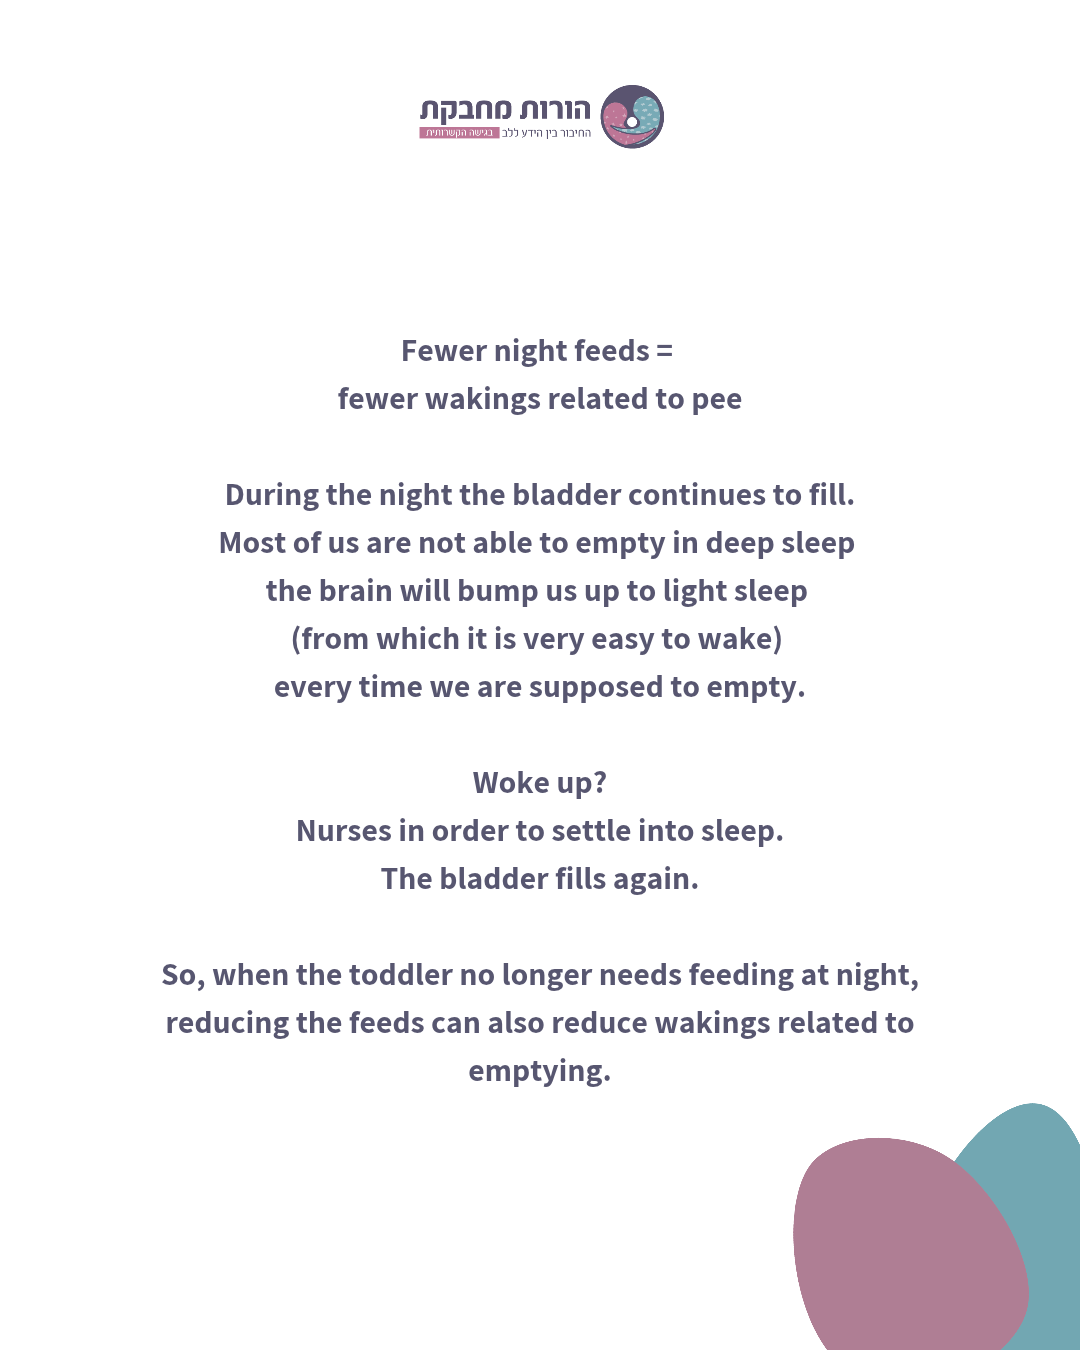 הורות מחבקת
החיבור בין הידע ללב בגישה הקשרותית
Fewer night feeds =
fewer wakings related to pee
During the night the bladder continues to fill.
Most of us are not able to empty in deep sleep
the brain will bump us up to light sleep
(from which it is very easy to wake)
every time we are supposed to empty.
Woke up?
Nurses in order to settle into sleep.
The bladder fills again.
So, when the toddler no longer needs feeding at night,
reducing the feeds can also reduce wakings related to
emptying.